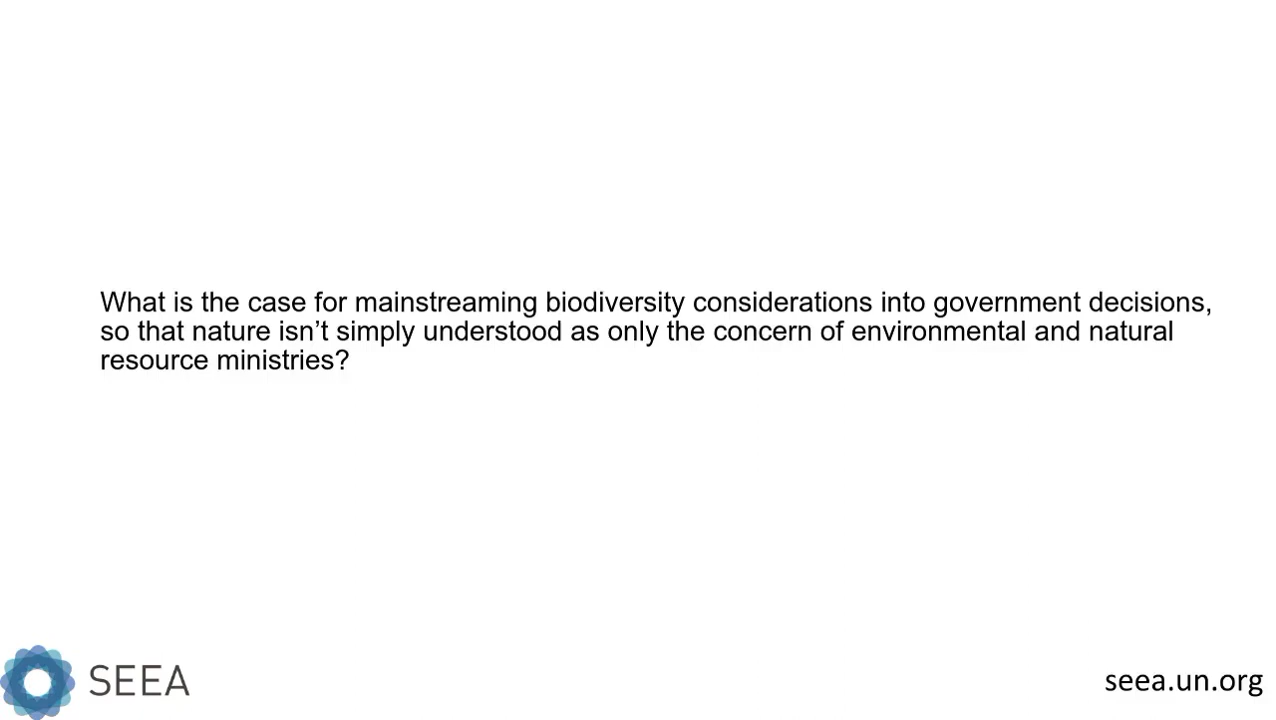 What is the case for mainstreaming biodiversity considerations into government decisions,
so that nature isn’t simply understood as only the concern of environmental and natural
resource ministries?
SEEA
seea.un.org